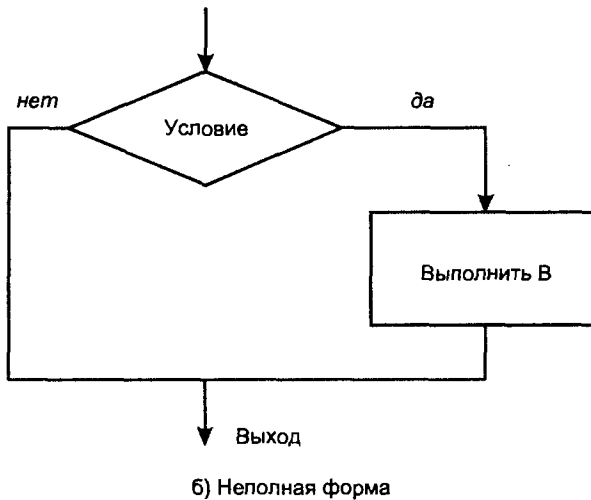 нет
да
Условие
Выполнить В
Выход
б) Неполная форма